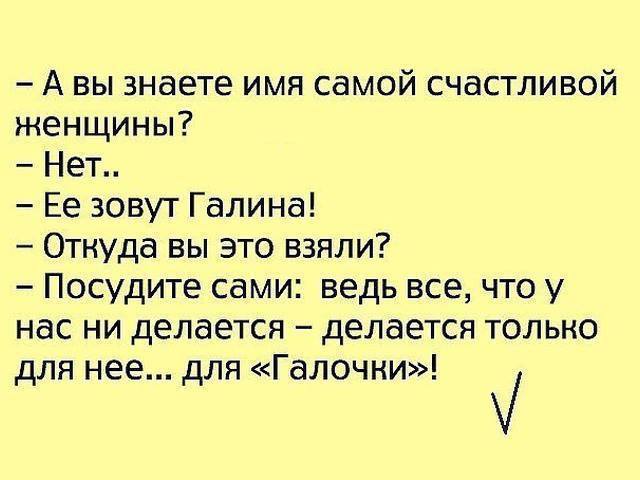 – А вы знаете имя самой счастливой
женщины?
– Нет..
– Ее зовут Галина!
– Откуда вы это взяли?
– Посудите сами:  ведь все, что у
нас ни делается – делается только
для нее... для «Галочки»!